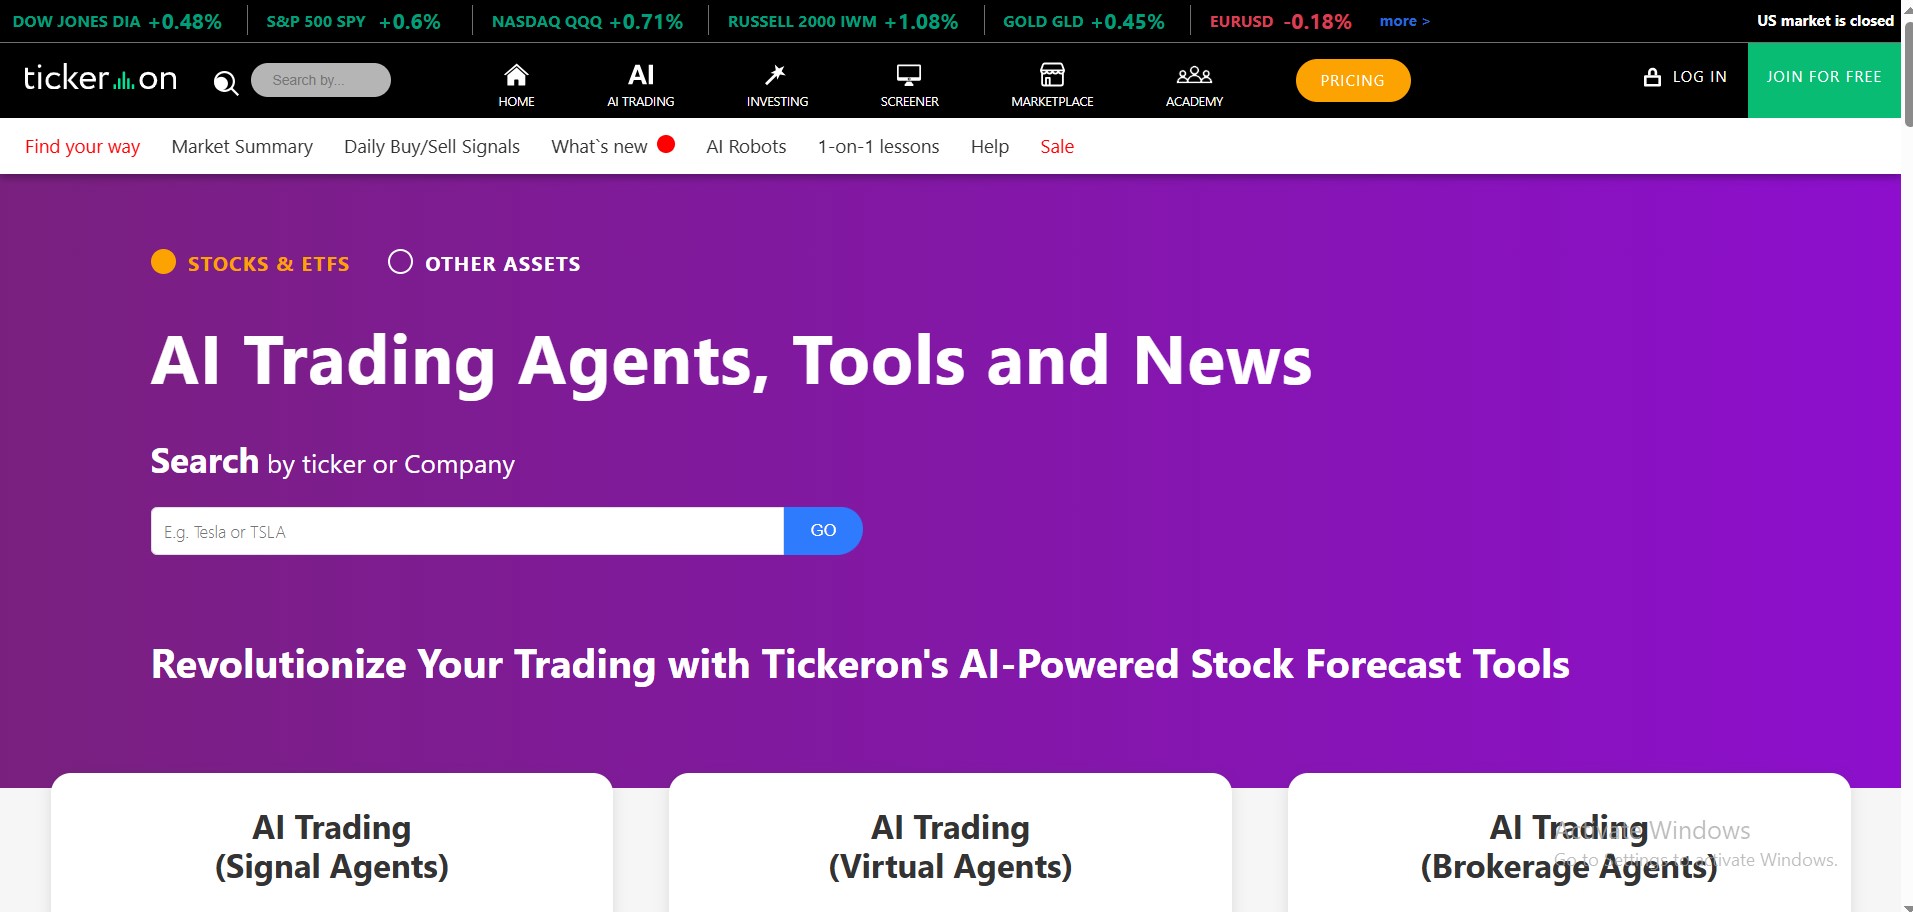 DOW JONES DIA +0.48% S&P 500 SPY +0.6% NASDAQ QQQ +0.71% RUSSELL 2000 IWM +1.08% GOLD GLD +0.45% EURUSD -0.18% more > US market is closed
ticker on Search by... HOME AI AI TRADING INVESTING SCREENER MARKETPLACE ACADEMY PRICING LOG IN JOIN FOR FREE
Find your way Market Summary Daily Buy/Sell Signals What`s new AI Robots 1-on-1 lessons Help Sale
STOCKS & ETFS OTHER ASSETS
AI Trading Agents, Tools and News
Search by ticker or Company
E.g. Tesla or TSLA GO
Revolutionize Your Trading with Tickeron's AI-Powered Stock Forecast Tools
AI Trading
(Signal Agents)
AI Trading
(Virtual Agents)
AI Trading
(Brokerage Agents)
Activate Windows
Go to Settings to activate Windows.